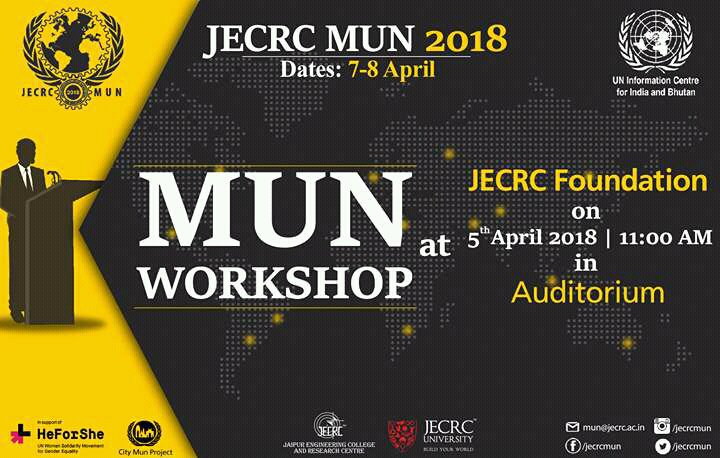 JECRC MUN 2018
Dates: 7-8 April
JECRC 2018 MUN
UN Information Centre
for India and Bhutan
MUN
WORKSHOP
at
JECRC Foundation
on
5th April 2018 | 11:00 AM
in
Auditorium
In support of
HeForShe
UN Women Solidarity Movement
for Gender Equality
City Mun Project
JECRC
JAIPUR ENGINEERING COLLEGE
AND RESEARCH CENTRE
JECRC
UNIVERSITY
BUILD YOUR WORLD
mun@jecrc.ac.in
/jecrcmun
/jecrcmun
/jecrcmun